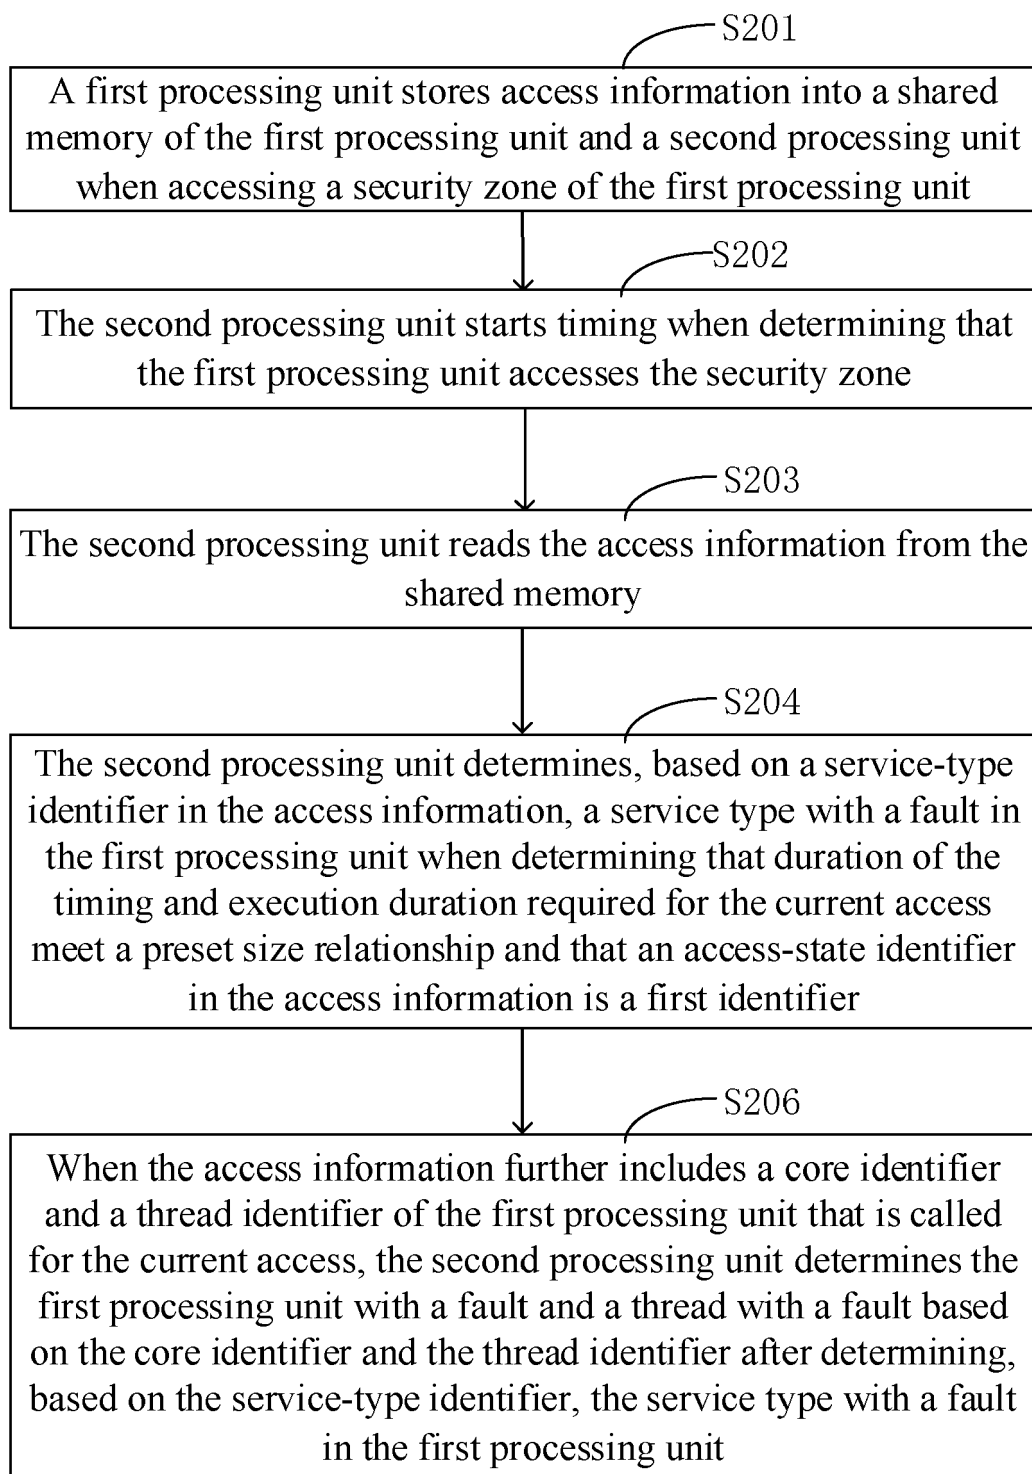 S201
A first processing unit stores access information into a shared
memory of the first processing unit and a second processing unit
when accessing a security zone of the first processing unit
S202
The second processing unit starts timing when determining that
the first processing unit accesses the security zone
S203
The second processing unit reads the access information from the
shared memory
S204
The second processing unit determines, based on a service-type
identifier in the access information, a service type with a fault in
the first processing unit when determining that duration of the
timing and execution duration required for the current access
meet a preset size relationship and that an access-state identifier
in the access information is a first identifier
S206
When the access information further includes a core identifier
and a thread identifier of the first processing unit that is called
for the current access, the second processing unit determines the
first processing unit with a fault and a thread with a fault based
on the core identifier and the thread identifier after determining,
based on the service-type identifier, the service type with a fault
in the first processing unit